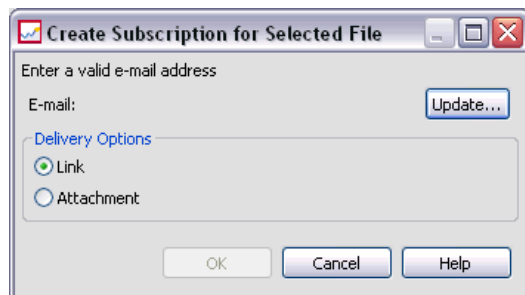 Create Subscription for Selected File
Enter a valid e-mail address
E-mail:
Update...
Delivery Options
Link
Attachment
OK
Cancel
Help